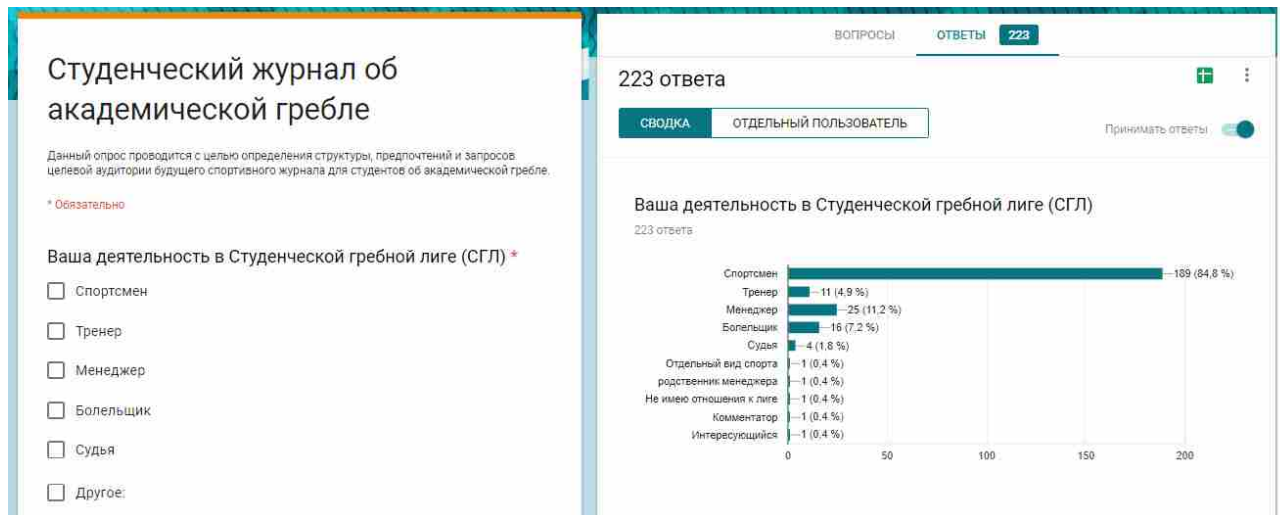 Студенческий журнал об
академической гребле
Данный опрос проводится с целью определения структуры, предпочтений и запросов
целевой аудитории будущего спортивного журнала для студентов об академической гребле.
* Обязательно
Ваша деятельность в Студенческой гребной лиге (СГЛ) *
Спортсмен
Тренер
Менеджер
Болельщик
Судья
Другое:
ВОПРОСЫ ОТВЕТЫ 223
223 ответа
СВОДКА ОТДЕЛЬНЫЙ ПОЛЬЗОВАТЕЛЬ
Принимать ответы
Ваша деятельность в Студенческой гребной лиге (СГЛ)
223 ответа
Спортсмен 189 (84,8 %)
Тренер 11 (4,9 %)
Менеджер 25 (11,2 %)
Болельщик 16 (7,2 %)
Судья 4 (1,8 %)
Отдельный вид спорта 1 (0,4 %)
родственник менеджера 1 (0,4 %)
Не имею отношения к лиге 1 (0,4 %)
Комментатор 1 (0,4 %)
Интересующийся 1 (0,4 %)
0 50 100 150 200